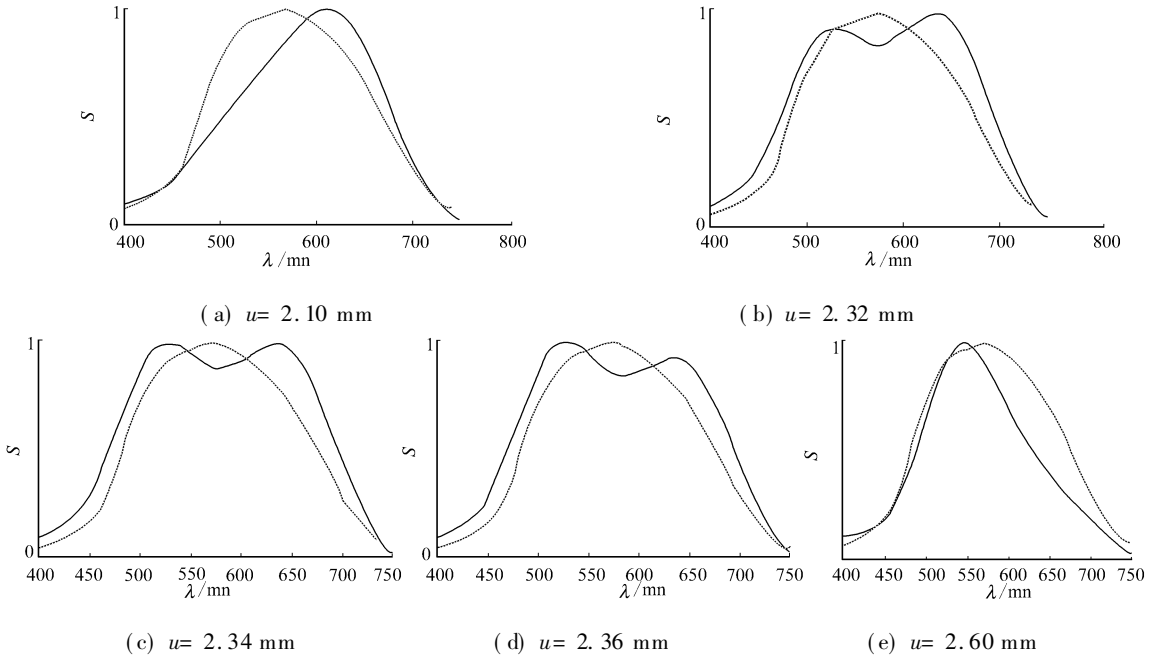 1
1
S
S
0
0
400 500 600 700 800
400 500 600 700 800
λ /mn
λ /mn
( a ) u= 2. 10 mm
( b ) u= 2. 32 mm
1
1
1
S
S
S
0
0
400 450 500 550 600 650 700 750
400 450 500 550 600 650 700 750
400 450 500 550 600 650 700 750
λ /mn
λ /mn
λ /mn
( c ) u= 2. 34 mm
( d ) u= 2. 36 mm
( e ) u= 2. 60 mm